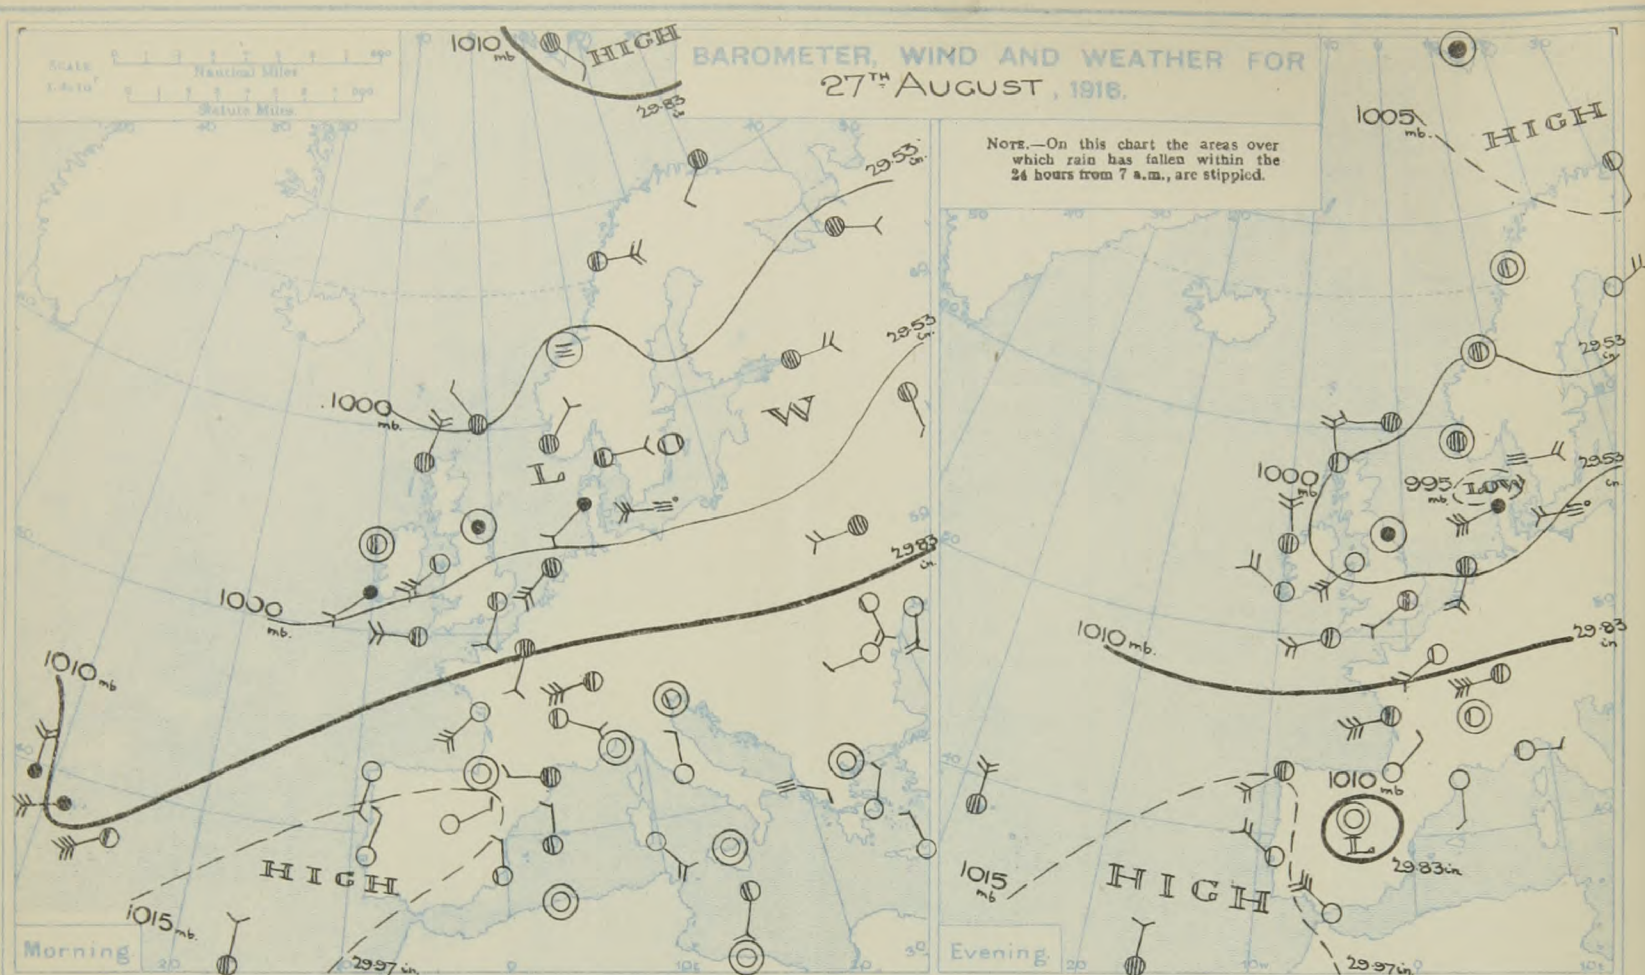 BAROMETER, WIND AND WEATHER FOR
27TH AUGUST, 1916.
NOTE.—On this chart the areas over
which rain has fallen within the
24 hours from 7 a.m., are stippled.
SCALE
Nautical Miles
Statute Miles
1010 mb
HIGH
29.83 in
29.53 in.
29.53 in.
1000 mb.
L
W
29.83 in.
1000 mb.
1010 mb
HIGH
1015 mb.
29.97 in.
Morning
20
0
30
1005 mb.
HIGH
29.53 in
1000 mb
995 mb
LOW
29.53 in.
1010 mb.
29.83 in
1010 mb
L
29.83 in
1015 mb
HIGH
29.97 in
Evening
20